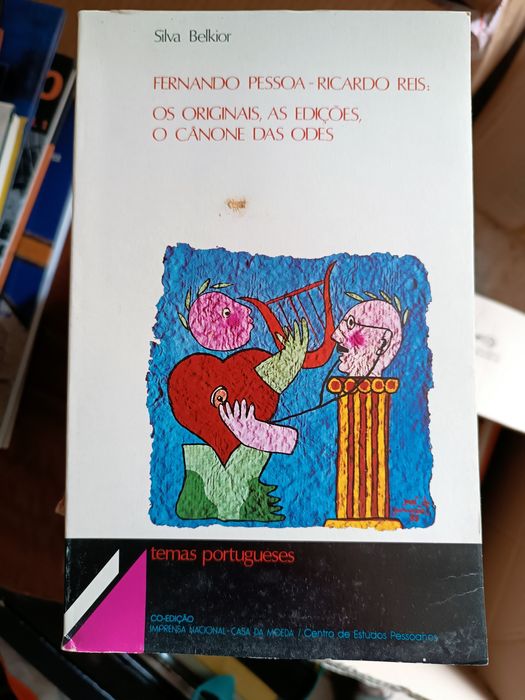 Silva Belkior
FERNANDO PESSOA - RICARDO REIS:
OS ORIGINAIS, AS EDIÇÕES,
O CÂNONE DAS ODES
temas portugueses
CO-EDIÇÃO
IMPRENSA NACIONAL - CASA DA MOEDA / Centro de Estudos Pessoanos